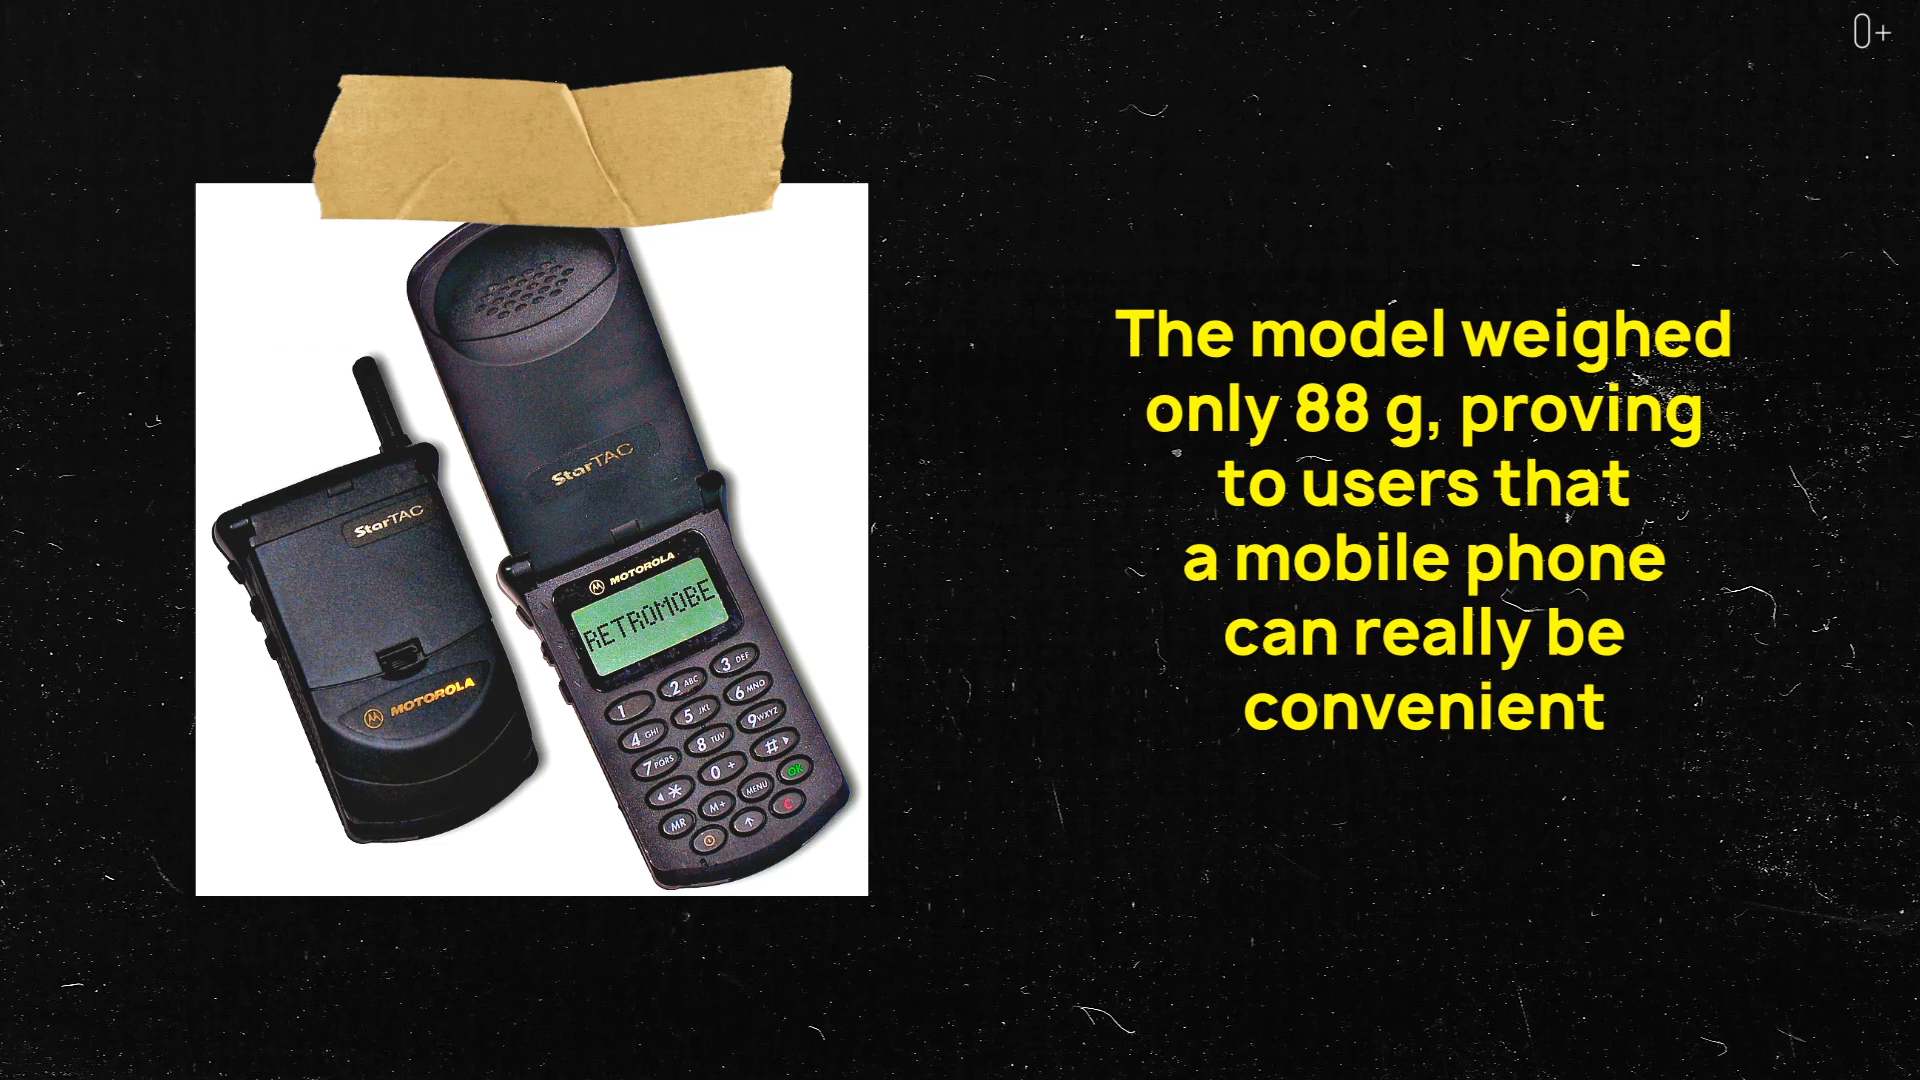 0+
The model weighed
only 88 g, proving
to users that
a mobile phone
can really be
convenient
StarTAC
MOTOROLA
StarTAC
MOTOROLA
RETROMOBE
1 2 ABC 3 DEF
4 GHI 5 JKL 6 MNO
7 PQRS 8 TUV 9 WXYZ
* 0 + #
MR M+ MENU OK
↑ C